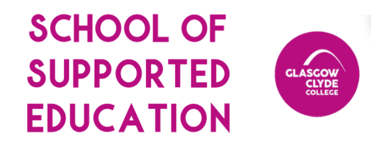 SCHOOL OF
SUPPORTED
EDUCATION
GLASGOW
CLYDE
COLLEGE